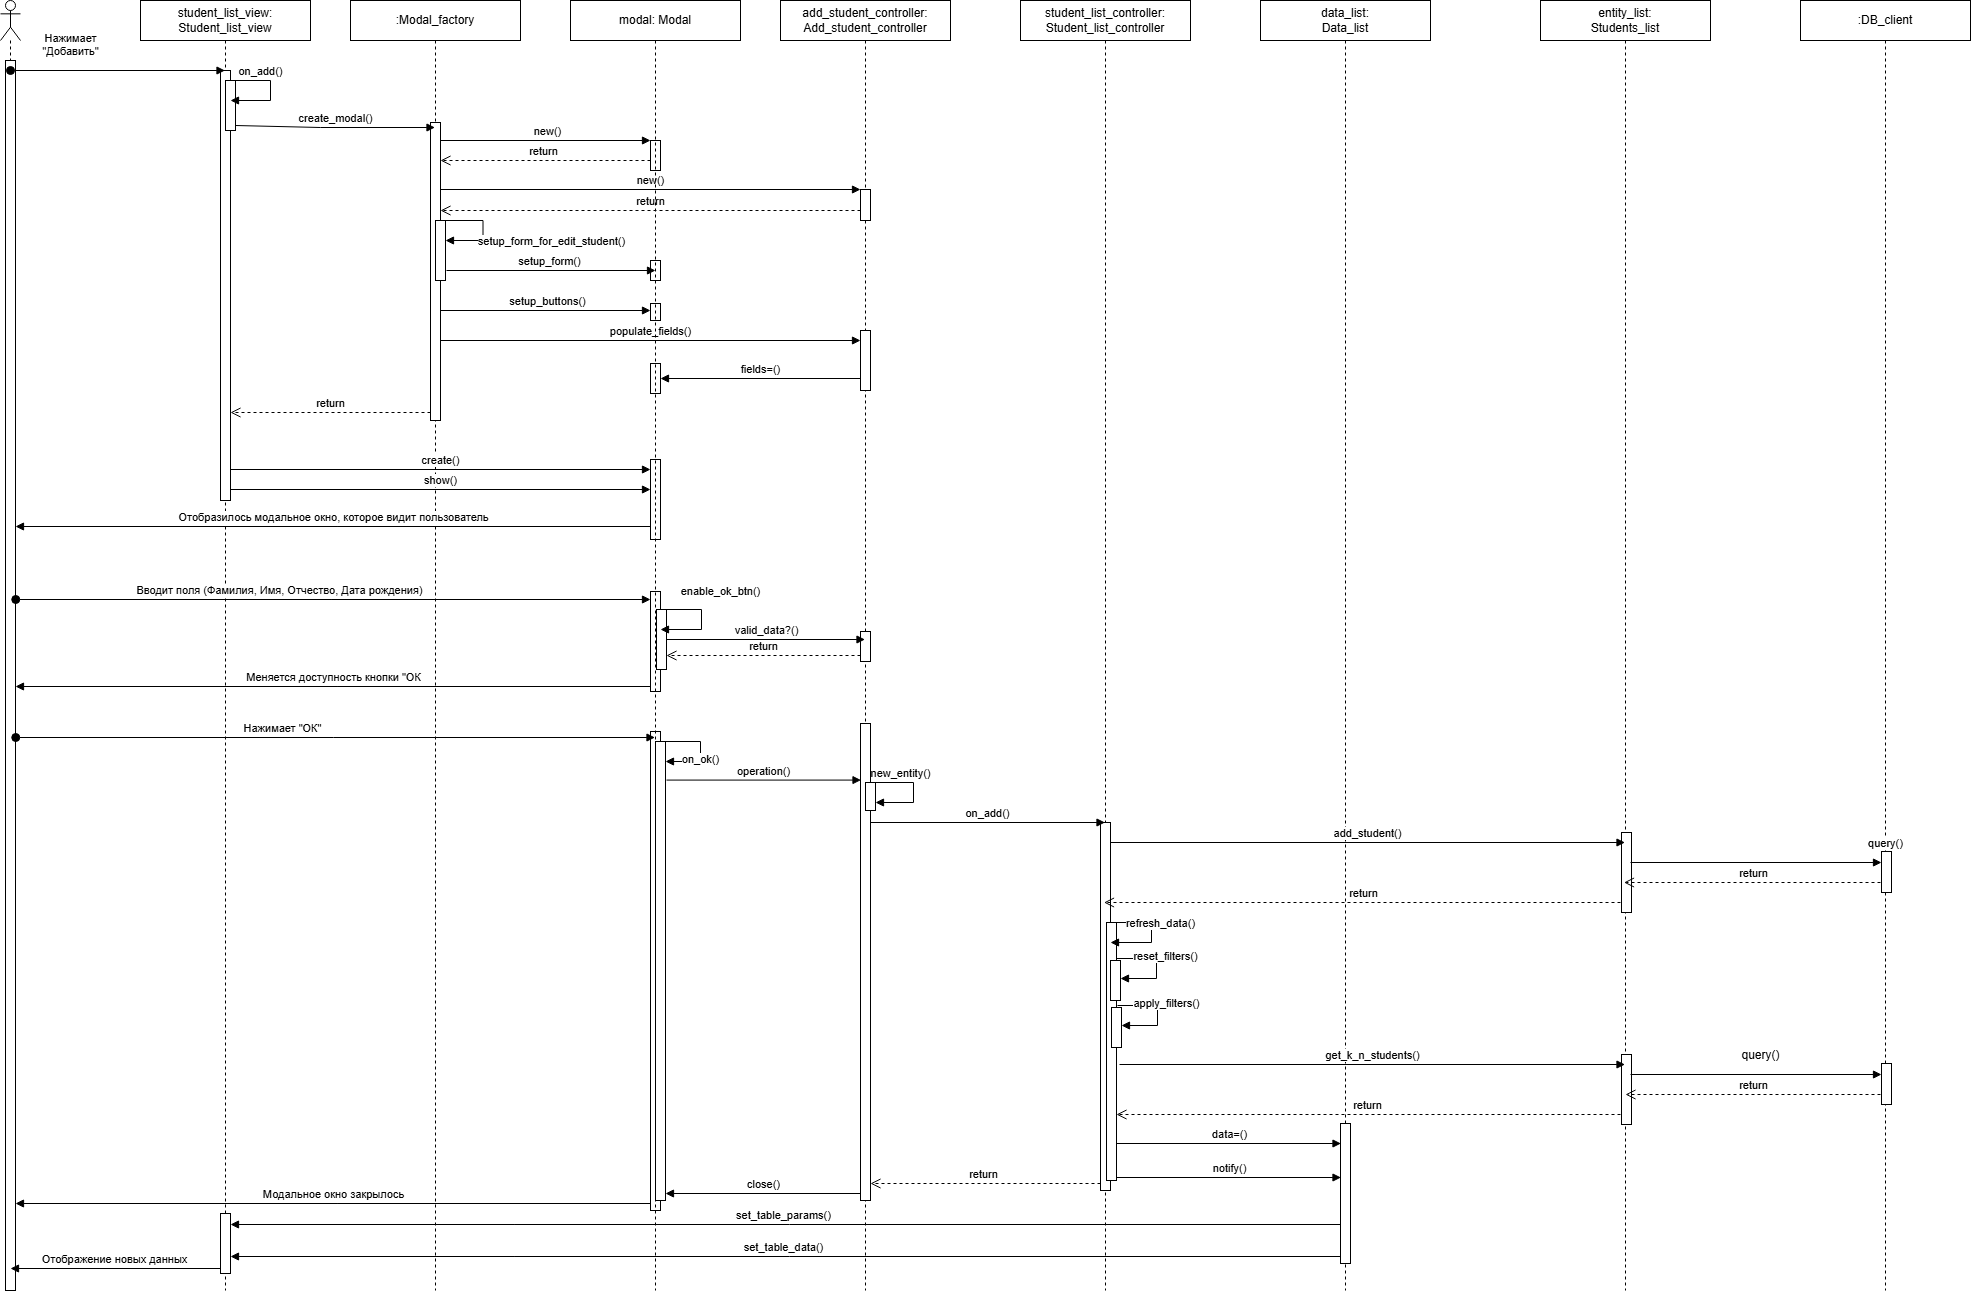 student_list_view:
Student_list_view
:Modal_factory
modal: Modal
add_student_controller:
Add_student_controller
student_list_controller:
Student_list_controller
data_list:
Data_list
entity_list:
Students_list
:DB_client
Нажимает
"Добавить"
on_add()
create_modal()
new()
return
new()
return
setup_form_for_edit_student()
setup_form()
setup_buttons()
populate_fields()
fields=()
return
create()
show()
Отобразилось модальное окно, которое видит пользователь
Вводит поля (Фамилия, Имя, Отчество, Дата рождения)
enable_ok_btn()
valid_data?()
return
Меняется доступность кнопки "ОК
Нажимает "ОК"
on_ok()
operation()
new_entity()
on_add()
add_student()
query()
return
return
refresh_data()
reset_filters()
apply_filters()
get_k_n_students()
query()
return
return
data=()
notify()
return
close()
Модальное окно закрылось
set_table_params()
set_table_data()
Отображение новых данных